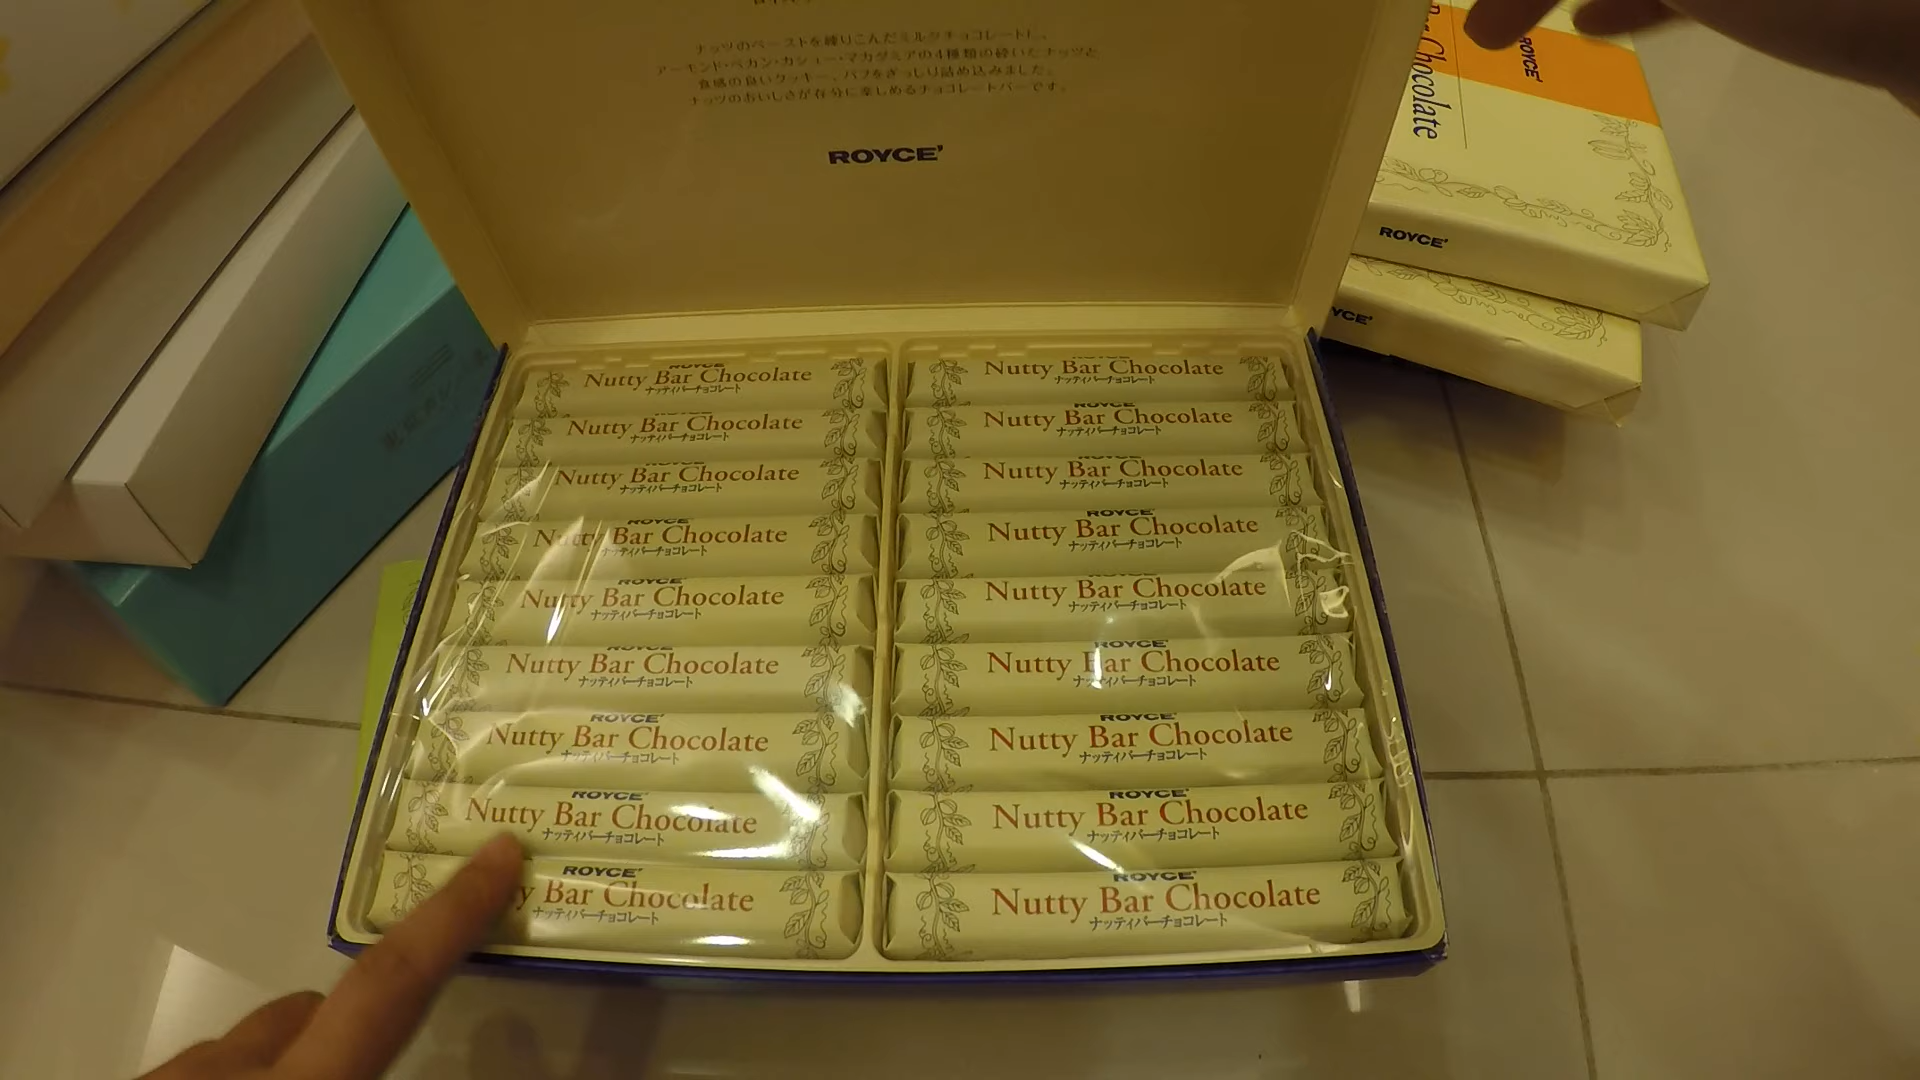 ナッツのペーストを練りこんだミルクチョコレートに、
アーモンド・ペカン・カシュー・マカダミアの4種類の砕いたナッツと
食感の良いクッキー、パフをぎっしり詰め込みました。
ナッツのおいしさが存分に楽しめるチョコレートバーです。
ROYCE'
Chocolate
ROYCE'
ROYCE'
YCE'
ROYCE'
Nutty Bar Chocolate
ナッティバーチョコレート
Nutty Bar Chocolate
ナッティバーチョコレート
Nutty Bar Chocolate
ナッティバーチョコレート
ROYCE'
Nutty Bar Chocolate
ナッティバーチョコレート
ROYCE'
Nutty Bar Chocolate
ナッティバーチョコレート
ROYCE'
Nutty Bar Chocolate
ナッティバーチョコレート
ROYCE'
Nutty Bar Chocolate
ナッティバーチョコレート
ROYCE'
Nutty Bar Chocolate
ナッティバーチョコレート
ROYCE'
y Bar Chocolate
ナッティバーチョコレート
Nutty Bar Chocolate
ナッティバーチョコレート
ROYCE'
Nutty Bar Chocolate
ナッティバーチョコレート
Nutty Bar Chocolate
ナッティバーチョコレート
ROYCE'
Nutty Bar Chocolate
ナッティバーチョコレート
Nutty Bar Chocolate
ナッティバーチョコレート
ROYCE'
Nutty Bar Chocolate
ナッティバーチョコレート
ROYCE'
Nutty Bar Chocolate
ナッティバーチョコレート
ROYCE'
Nutty Bar Chocolate
ナッティバーチョコレート
ROYCE'
Nutty Bar Chocolate
ナッティバーチョコレート